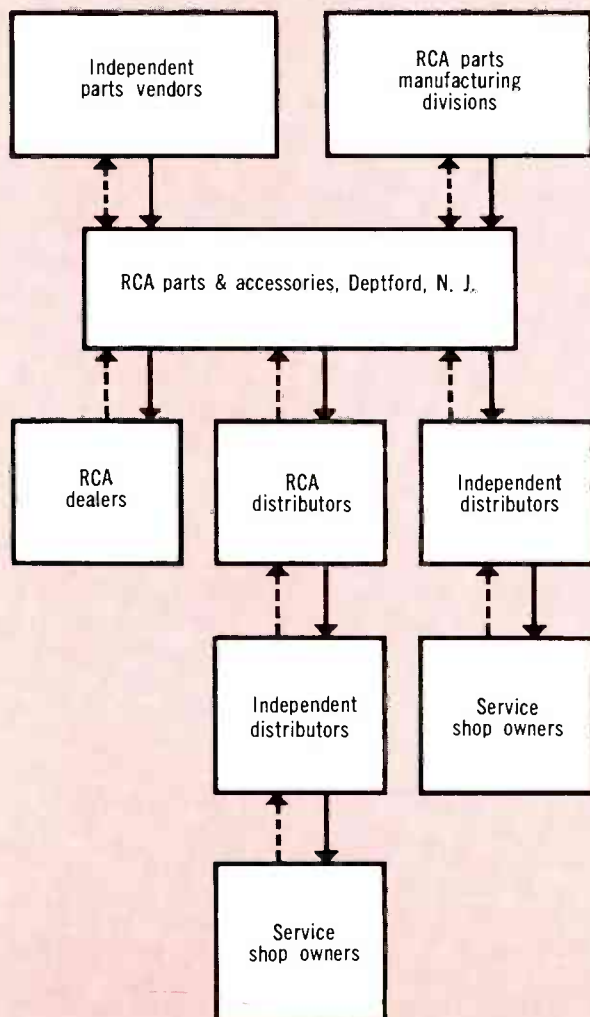 Independent
parts vendors
RCA parts
manufacturing
divisions
RCA parts & accessories, Deptford, N. J.
RCA
dealers
RCA
distributors
Independent
distributors
Independent
distributors
Service
shop owners
Service
shop owners